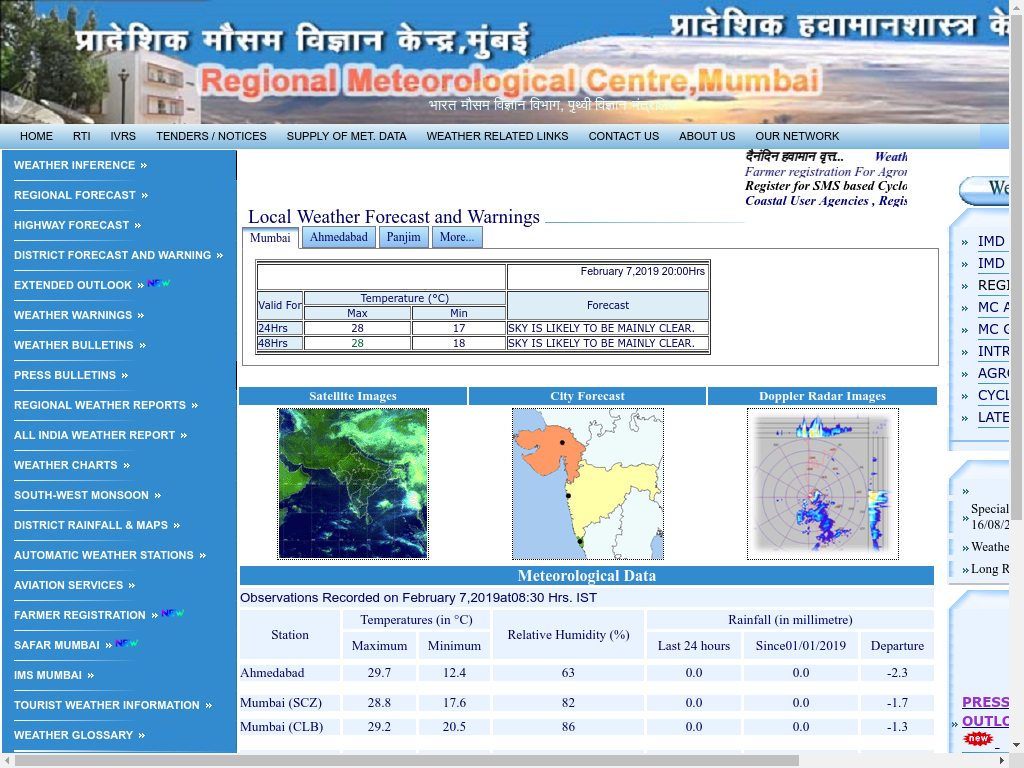 प्रादेशिक मौसम विज्ञान केन्द्र,मुंबई
प्रादेशिक हवामानशास्त्र
Regional Meteorological Centre,Mumbai
भारत मौसम विज्ञान विभाग, पृथ्वी विज्ञान मंत्रालय
HOME RTI IVRS TENDERS / NOTICES SUPPLY OF MET. DATA WEATHER RELATED LINKS CONTACT US ABOUT US OUR NETWORK
WEATHER INFERENCE »
REGIONAL FORECAST »
HIGHWAY FORECAST »
DISTRICT FORECAST AND WARNING »
EXTENDED OUTLOOK » NEW
WEATHER WARNINGS »
WEATHER BULLETINS »
PRESS BULLETINS »
REGIONAL WEATHER REPORTS »
ALL INDIA WEATHER REPORT »
WEATHER CHARTS »
SOUTH-WEST MONSOON »
DISTRICT RAINFALL & MAPS »
AUTOMATIC WEATHER STATIONS »
AVIATION SERVICES »
FARMER REGISTRATION » NEW
SAFAR MUMBAI » NEW
IMS MUMBAI »
TOURIST WEATHER INFORMATION »
WEATHER GLOSSARY »
दैनंदिन हवामान वृत्त... Weath
Farmer registration For Agron
Register for SMS based Cyclo
Coastal User Agencies , Regis
Local Weather Forecast and Warnings
Mumbai Ahmedabad Panjim More...
February 7,2019 20:00Hrs
Valid For Temperature (°C) Forecast
Max Min
24Hrs 28 17 SKY IS LIKELY TO BE MAINLY CLEAR.
48Hrs 28 18 SKY IS LIKELY TO BE MAINLY CLEAR.
Satellite Images City Forecast Doppler Radar Images
Meteorological Data
Observations Recorded on February 7,2019at08:30 Hrs. IST
Station Temperatures (in °C) Relative Humidity (%) Rainfall (in millimetre)
Maximum Minimum Last 24 hours Since01/01/2019 Departure
Ahmedabad 29.7 12.4 63 0.0 0.0 -2.3
Mumbai (SCZ) 28.8 17.6 82 0.0 0.0 -1.7
Mumbai (CLB) 29.2 20.5 86 0.0 0.0 -1.3
We
» IMD
» IMD
» REGI
» MC A
» MC G
» INTR
» AGR
» CYCL
» LATE
»
» Special
16/08/2
» Weathe
» Long R
PRESS
» OUTLO
new